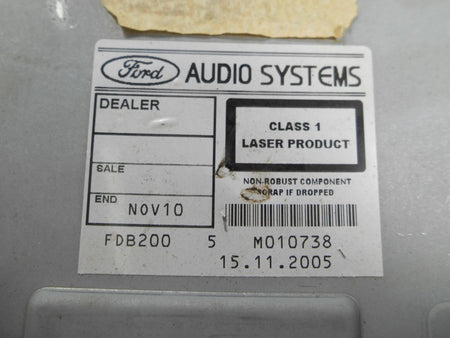 Ford AUDIO SYSTEMS
DEALER
CLASS 1
LASER PRODUCT
SALE
NON-ROBUST COMPONENT
SCRAP IF DROPPED
END NOV10
FDB200 5 M010738
15.11.2005